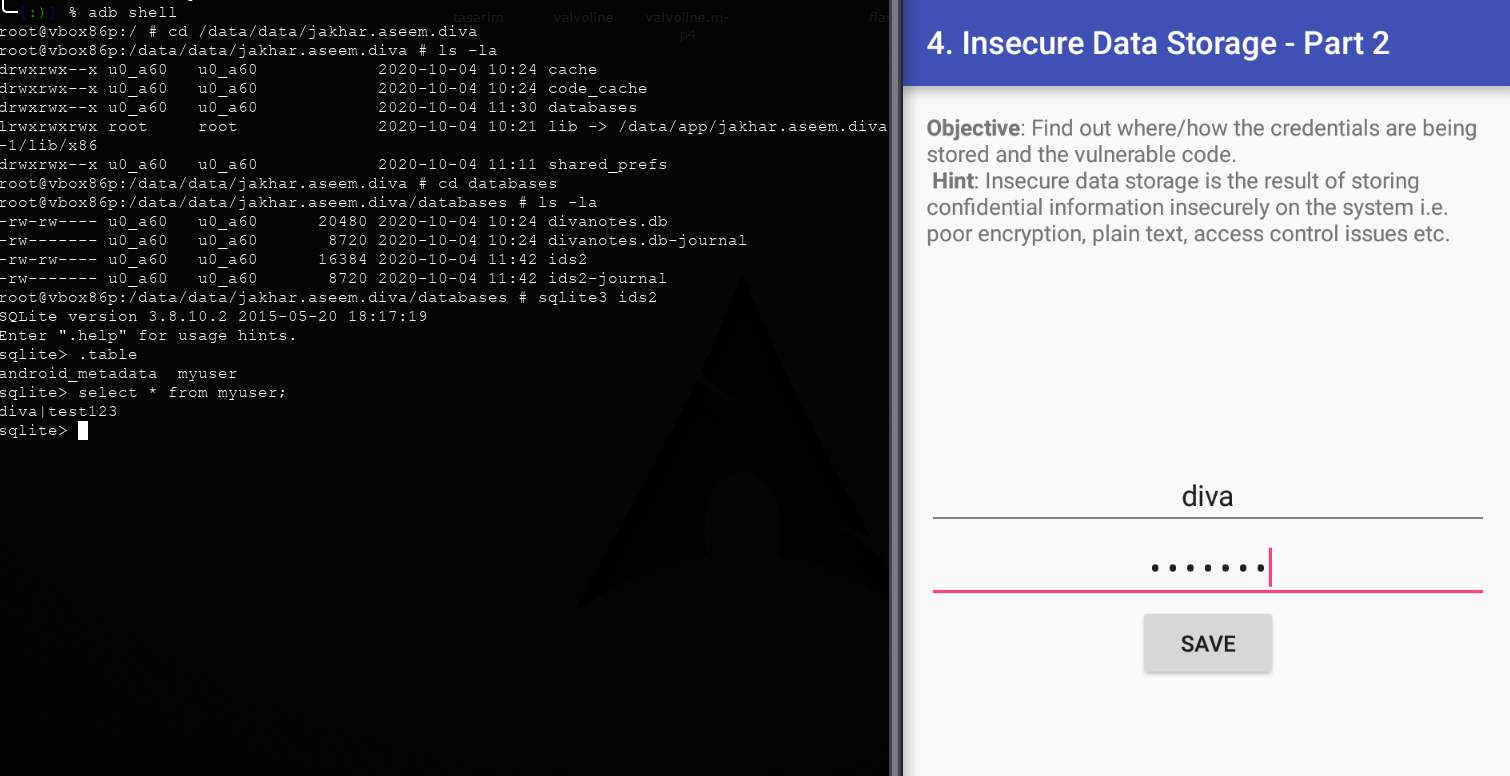 [:)] % adb shell
tasarim valvoline valvoline.m-
p4
root@vbox86p:/ # cd /data/data/jakhar.aseem.diva
root@vbox86p:/data/data/jakhar.aseem.diva # ls -la
drwxrwx--x u0_a60   u0_a60            2020-10-04 10:24 cache
drwxrwx--x u0_a60   u0_a60            2020-10-04 10:24 code_cache
drwxrwx--x u0_a60   u0_a60            2020-10-04 11:30 databases
lrwxrwxrwx root     root              2020-10-04 10:21 lib -> /data/app/jakhar.aseem.diva
-1/lib/x86
drwxrwx--x u0_a60   u0_a60            2020-10-04 11:11 shared_prefs
root@vbox86p:/data/data/jakhar.aseem.diva # cd databases
root@vbox86p:/data/data/jakhar.aseem.diva/databases # ls -la
-rw-rw---- u0_a60   u0_a60      20480 2020-10-04 10:24 divanotes.db
-rw------- u0_a60   u0_a60       8720 2020-10-04 10:24 divanotes.db-journal
-rw-rw---- u0_a60   u0_a60      16384 2020-10-04 11:42 ids2
-rw------- u0_a60   u0_a60       8720 2020-10-04 11:42 ids2-journal
root@vbox86p:/data/data/jakhar.aseem.diva/databases # sqlite3 ids2
SQLite version 3.8.10.2 2015-05-20 18:17:19
Enter ".help" for usage hints.
sqlite> .table
android_metadata  myuser
sqlite> select * from myuser;
diva|test123
sqlite>
4. Insecure Data Storage - Part 2
Objective: Find out where/how the credentials are being
stored and the vulnerable code.
Hint: Insecure data storage is the result of storing
confidential information insecurely on the system i.e.
poor encryption, plain text, access control issues etc.
diva
•••••••
SAVE